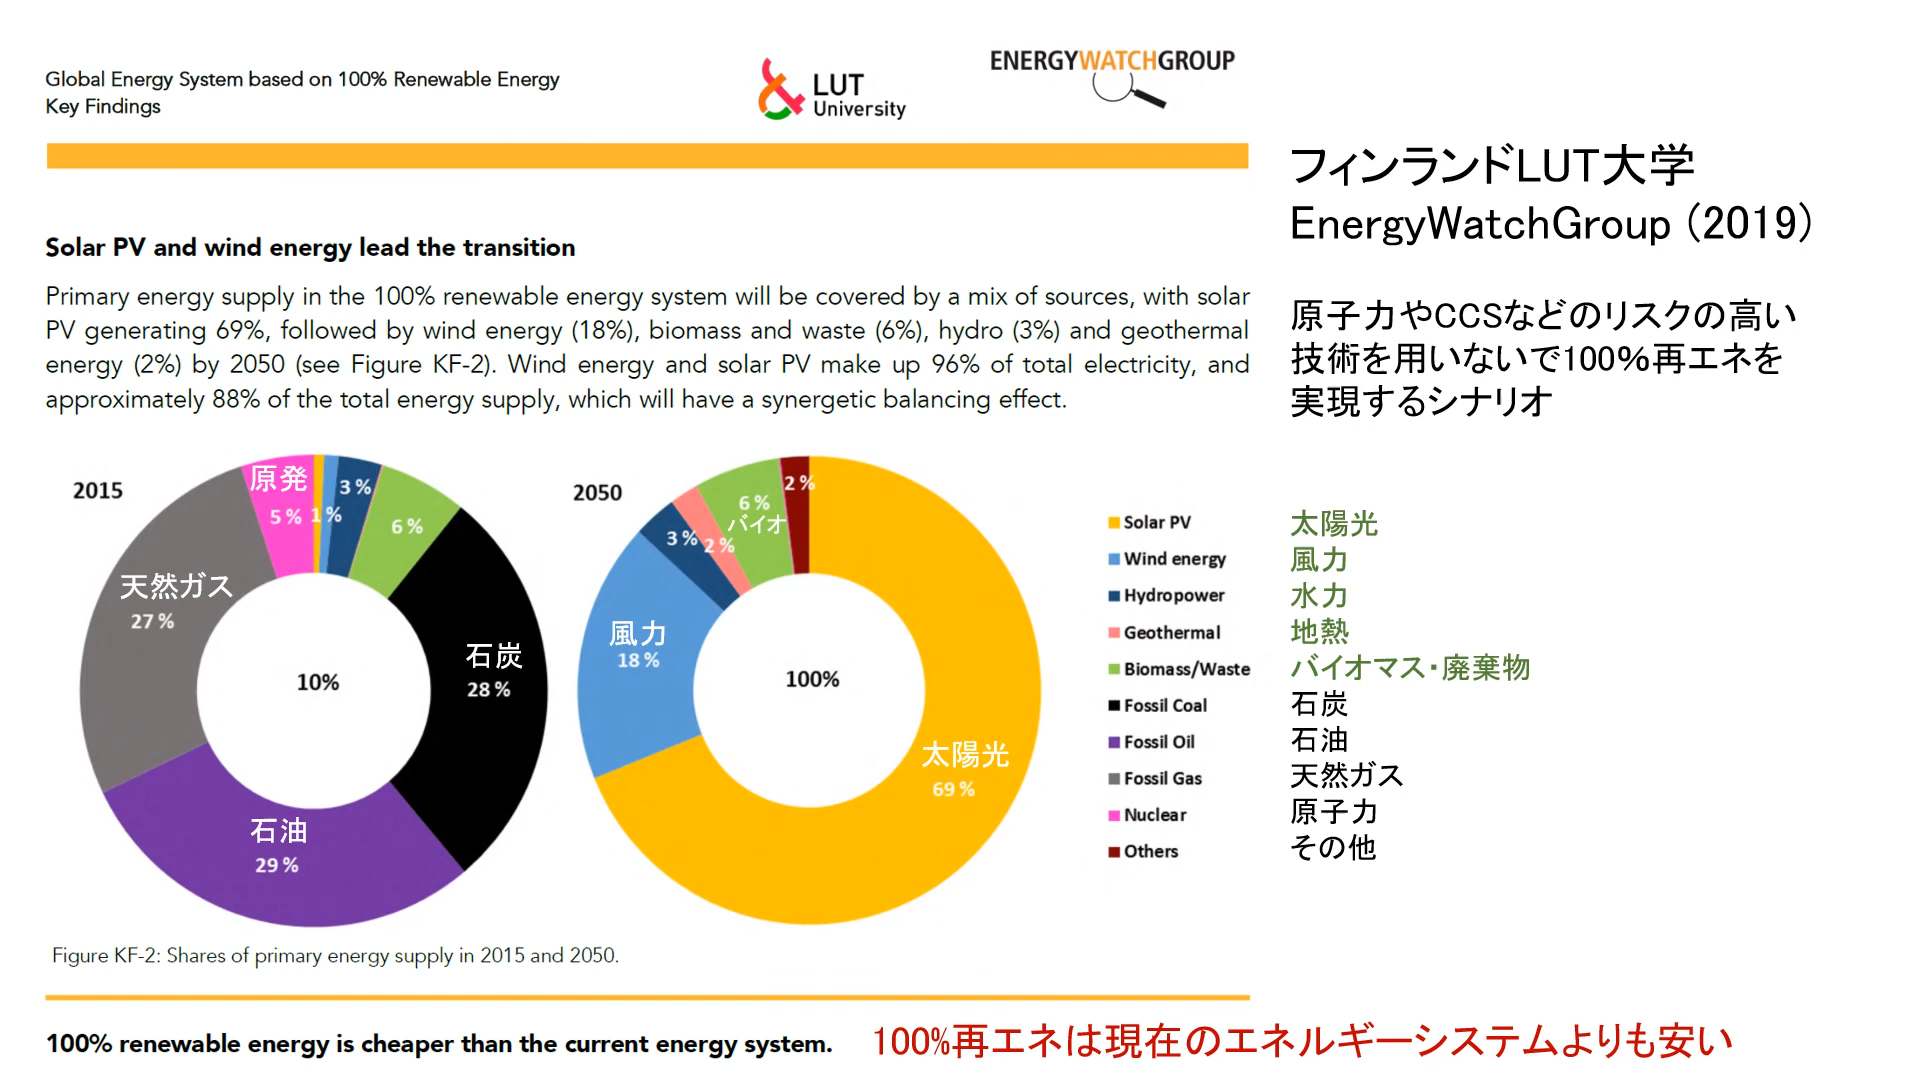 Global Energy System based on 100% Renewable Energy
Key Findings
LUT
University
ENERGYWATCHGROUP
フィンランドLUT大学
EnergyWatchGroup (2019)
Solar PV and wind energy lead the transition
Primary energy supply in the 100% renewable energy system will be covered by a mix of sources, with solar
PV generating 69%, followed by wind energy (18%), biomass and waste (6%), hydro (3%) and geothermal
energy (2%) by 2050 (see Figure KF-2). Wind energy and solar PV make up 96% of total electricity, and
approximately 88% of the total energy supply, which will have a synergetic balancing effect.
原子力やCCSなどのリスクの高い
技術を用いないで100%再エネを
実現するシナリオ
2015
原発
5 %
1 %
3 %
6 %
天然ガス
27 %
石炭
28 %
10%
石油
29 %
2050
2 %
6 %
バイオ
3 %
2 %
風力
18 %
100%
太陽光
69 %
Solar PV
太陽光
Wind energy
風力
Hydropower
水力
Geothermal
地熱
Biomass/Waste
バイオマス・廃棄物
Fossil Coal
石炭
Fossil Oil
石油
Fossil Gas
天然ガス
Nuclear
原子力
Others
その他
Figure KF-2: Shares of primary energy supply in 2015 and 2050.
100% renewable energy is cheaper than the current energy system.
100%再エネは現在のエネルギーシステムよりも安い